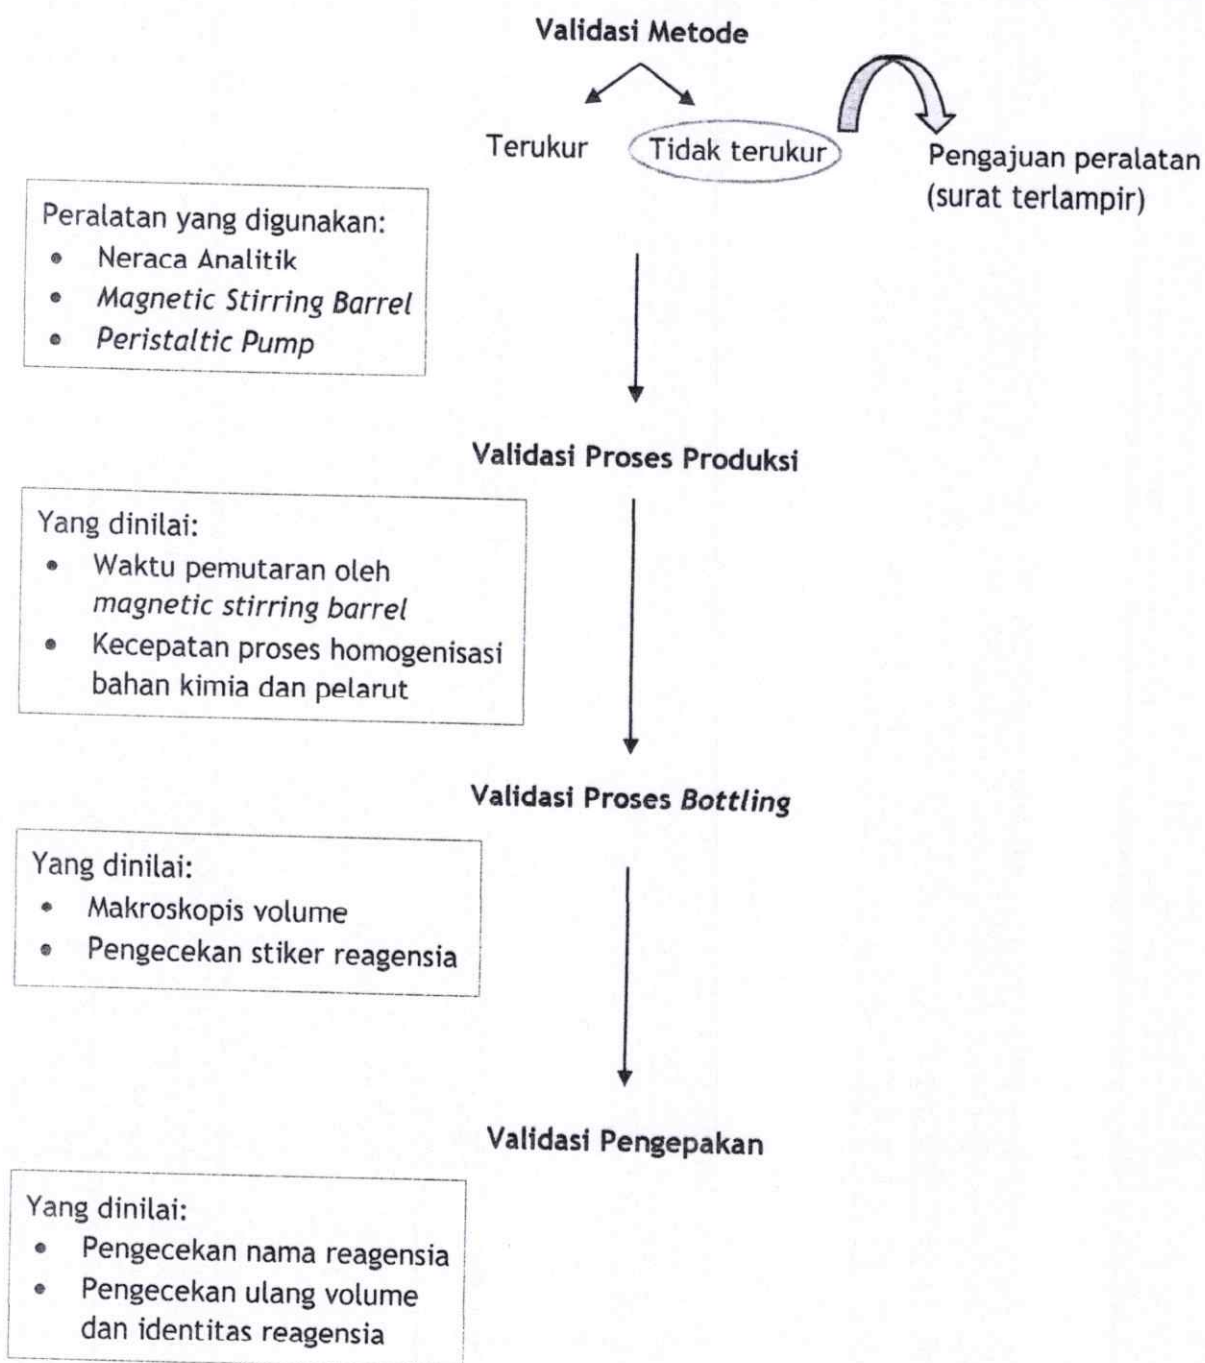 Validasi Metode
Terukur
Tidak terukur
Pengajuan peralatan
(surat terlampir)
Peralatan yang digunakan:
• Neraca Analitik
• Magnetic Stirring Barrel
• Peristaltic Pump
Validasi Proses Produksi
Yang dinilai:
• Waktu pemutaran oleh
magnetic stirring barrel
• Kecepatan proses homogenisasi
bahan kimia dan pelarut
Validasi Proses Bottling
Yang dinilai:
• Makroskopis volume
• Pengecekan stiker reagensia
Validasi Pengepakan
Yang dinilai:
• Pengecekan nama reagensia
• Pengecekan ulang volume
dan identitas reagensia